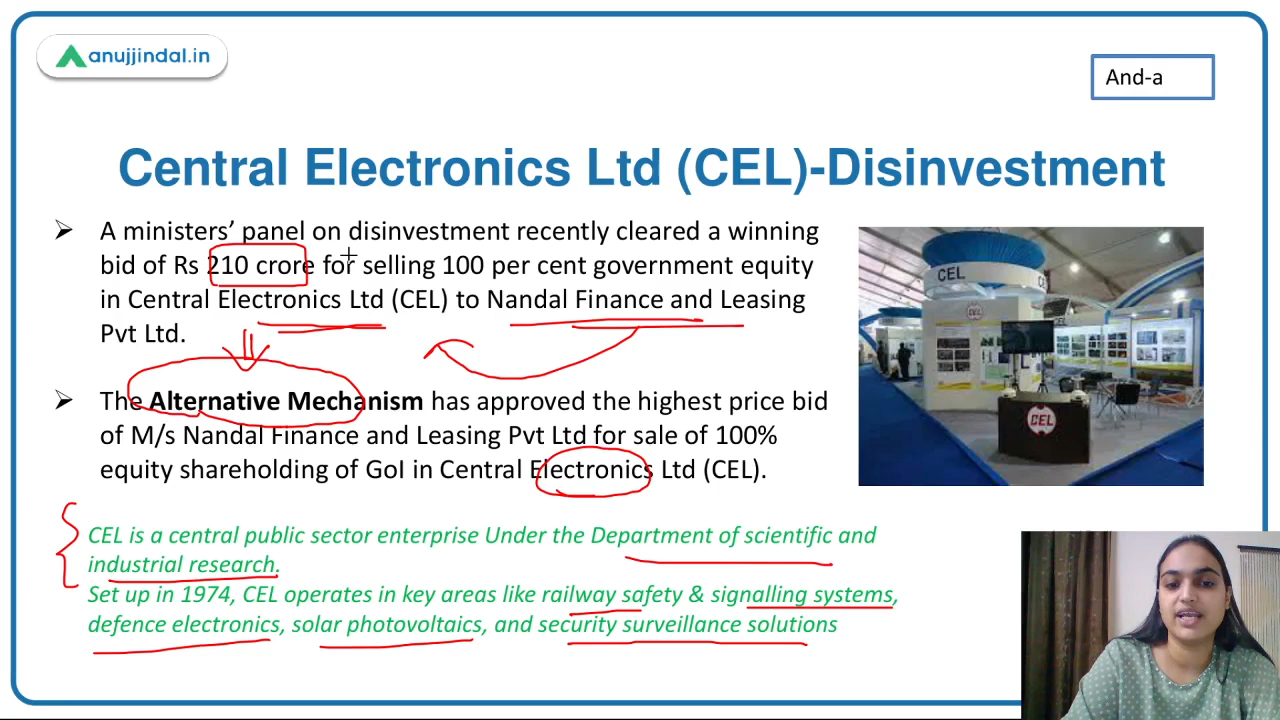 anujjindal.in
And-a
Central Electronics Ltd (CEL)-Disinvestment
A ministers’ panel on disinvestment recently cleared a winning
bid of Rs 210 crore for selling 100 per cent government equity
in Central Electronics Ltd (CEL) to Nandal Finance and Leasing
Pvt Ltd.
The Alternative Mechanism has approved the highest price bid
of M/s Nandal Finance and Leasing Pvt Ltd for sale of 100%
equity shareholding of GoI in Central Electronics Ltd (CEL).
CEL is a central public sector enterprise Under the Department of scientific and
industrial research.
Set up in 1974, CEL operates in key areas like railway safety & signalling systems,
defence electronics, solar photovoltaics, and security surveillance solutions
CEL
CEL